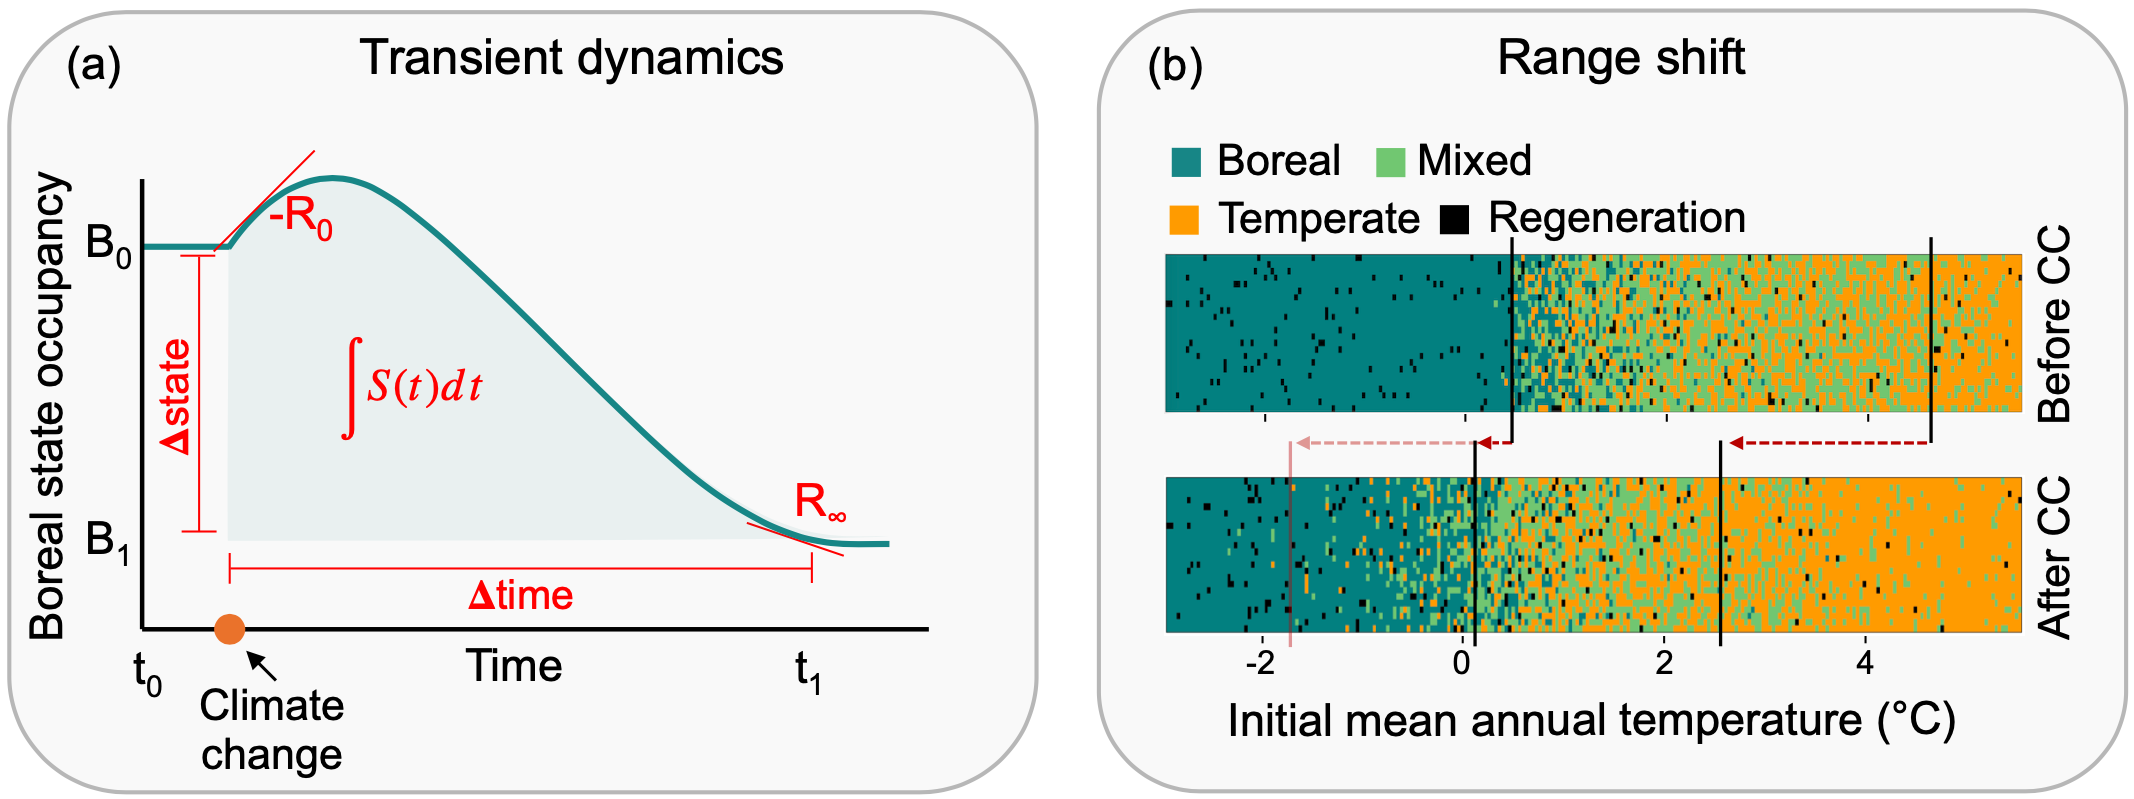 (a)
Transient dynamics
Boreal state occupancy
B₀
-R₀
Δstate
∫S(t)dt
R∞
B₁
Δtime
t₀
Time
t₁
Climate
change
(b)
Range shift
Boreal
Mixed
Temperate
Regeneration
Before CC
After CC
-2
0
2
4
Initial mean annual temperature (°C)